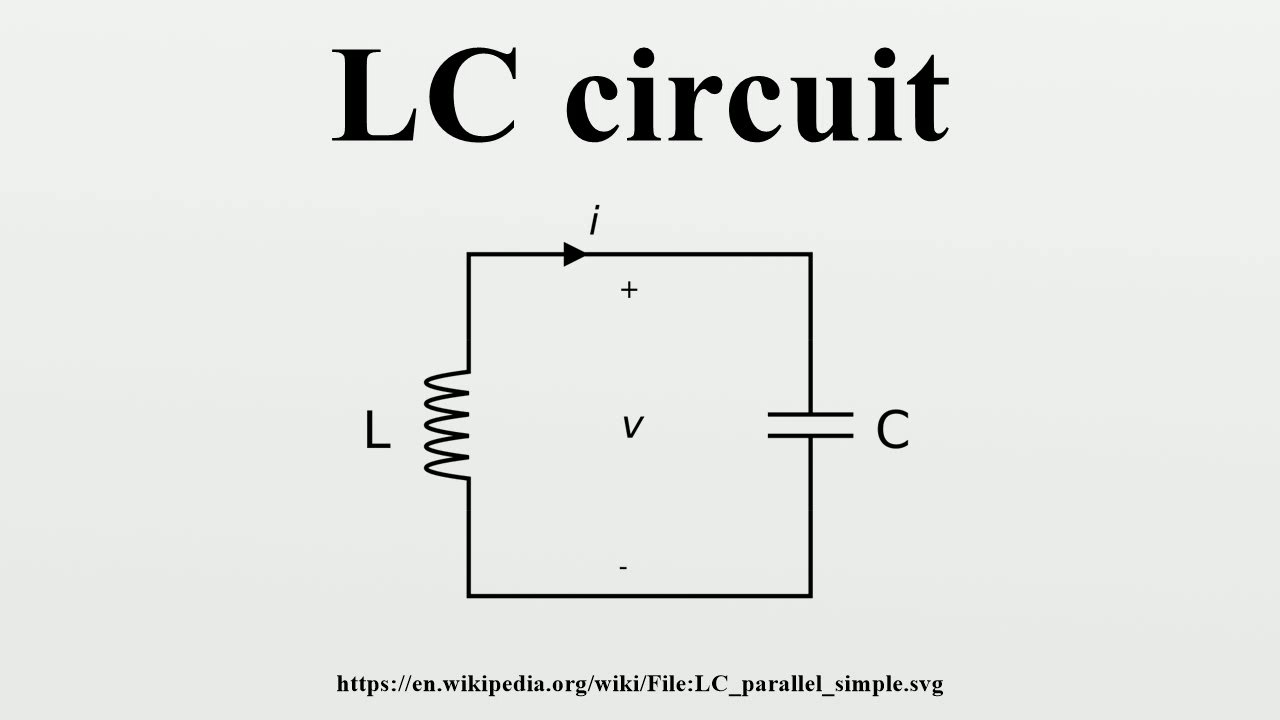 LC circuit
i
+
L
v
C
-
https://en.wikipedia.org/wiki/File:LC_parallel_simple.svg